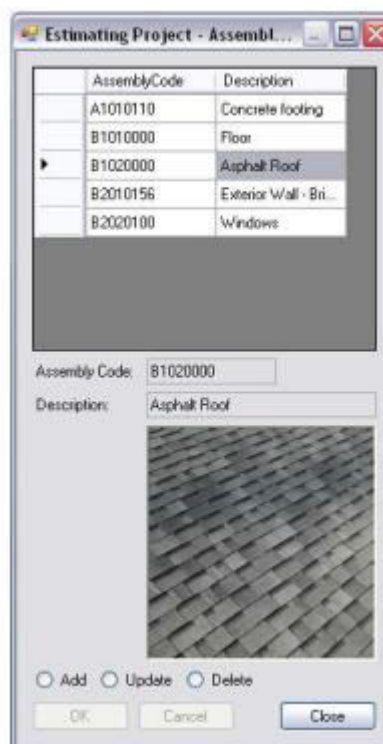 Estimating Project - Assembl...
AssemblyCode Description
A1010110 Concrete footing
B1010000 Floor
B1020000 Asphalt Roof
B2010156 Exterior Wall - Bri...
B2020100 Windows
Assembly Code: B1020000
Description: Asphalt Roof
Add Update Delete
OK Cancel Close